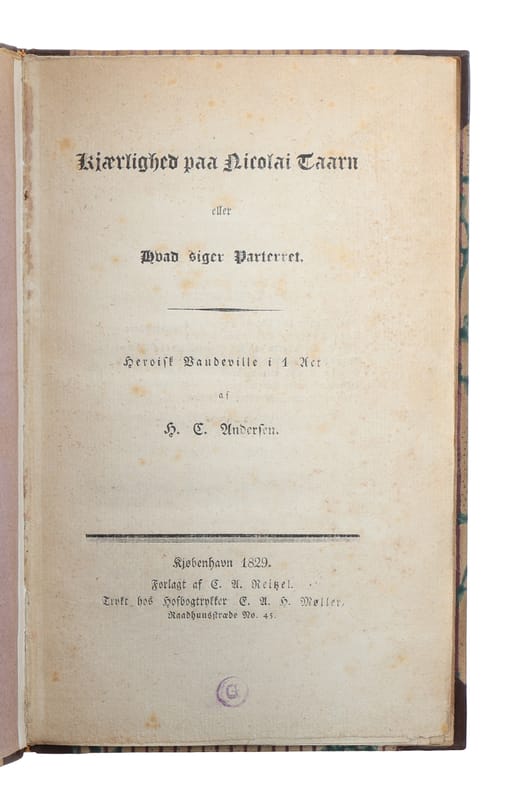 Kjærlighed paa Nicolai Taarn
eller
Hvad siger Parterret.
Heroisk Vaudeville i 1 Act
af
H. C. Andersen.
Kjøbenhavn 1829.
Forlagt af C. A. Reitzel.
Trykt hos Hofbogtrykker E. A. H. Møller,
Raadhuusstræde No. 45.